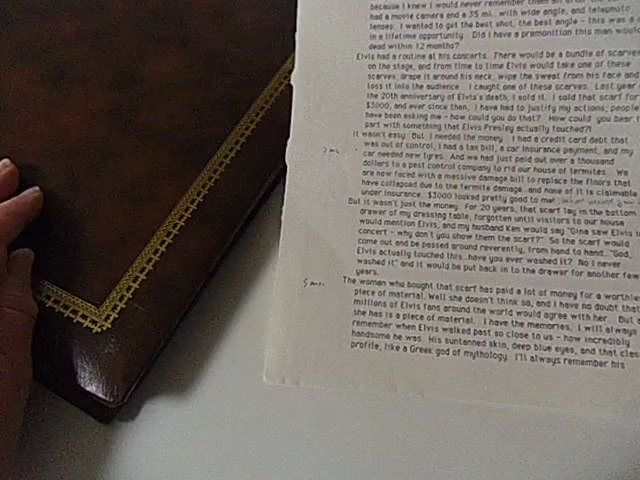 because I knew I would never remember them all after the
had a movie camera and a 35 ml.. with wide angle, and telephoto
lenses. I wanted to get the best shot, the best angle - this was a
in a lifetime opportunity. Did I have a premonition this man would
dead within 12 months?
Elvis had a routine at his concerts. There would be a bundle of scarves
on the stage, and from time to time Elvis would take one of these
scarves, drape it around his neck, wipe the sweat from his face and
toss it into the audience. I caught one of these scarves. Last year
the 20th anniversary of Elvis's death, I sold it. I sold that scarf for
$3000, and ever since then, I have had to justify my actions, people
have been asking me - how could you do that? How could you bear t
part with something that Elvis Presley actually touched?!
It wasn't easy. But I needed the money. I had a credit card debt that
was out of control, I had a tax bill, a car insurance payment, and my
car needed new tyres. And we had just paid out over a thousand
dollars to a pest control company to rid our house of termites. We
are now faced with a massive damage bill to replace the floors that
have collapsed due to the termite damage...and none of it is claimable
under insurance. $3000 looked pretty good to me.
But it wasn't just the money. For 20 years, that scarf lay in the bottom
drawer of my dressing table, forgotten until visitors to our house
would mention Elvis, and my husband Ken would say "Gina saw Elvis in
concert - why don't you show them the scarf?" So the scarf would
come out and be passed around reverently, from hand to hand..."God,
Elvis actually touched this...have you ever washed it? No I never
washed it" and it would be put back in to the drawer for another few
years.
The woman who bought that scarf has paid a lot of money for a worthle
piece of material. Well she doesn't think so, and I have no doubt that
millions of Elvis fans around the world would agree with her. But a
she has is a piece of material. I have the memories. I will always
remember when Elvis walked past so close to us - how incredibly
handsome he was. His suntanned skin, deep blue eyes, and that clas
profile, like a Greek god of mythology. I'll always remember his